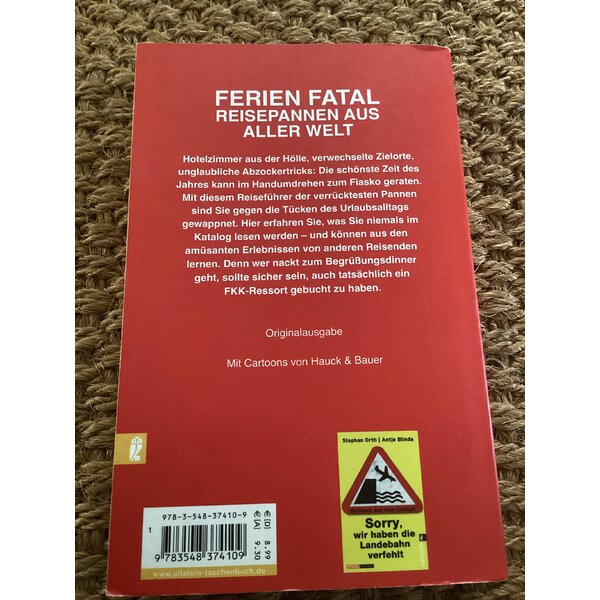 FERIEN FATAL
REISEPANNEN AUS
ALLER WELT
Hotelzimmer aus der Hölle, verwechselte Zielorte,
unglaubliche Abzockertricks: Die schönste Zeit des
Jahres kann im Handumdrehen zum Fiasko geraten.
Mit diesem Reiseführer der verrücktesten Pannen
sind Sie gegen die Tücken des Urlaubsalltags
gewappnet. Hier erfahren Sie, was Sie niemals im
Katalog lesen werden – und können aus den
amüsanten Erlebnissen von anderen Reisenden
lernen. Denn wer nackt zum Begrüßungsdinner
geht, sollte sicher sein, auch tatsächlich ein
FKK-Ressort gebucht zu haben.
Originalausgabe
Mit Cartoons von Hauck & Bauer
Stephan Orth | Antje Blinda
Sorry,
wir haben die
Landebahn
verfehlt
978-3-548-37410-9
1
9 783548 374109
€ [D] 8.99
€ [A] 9.30
www.ullstein-taschenbuch.de